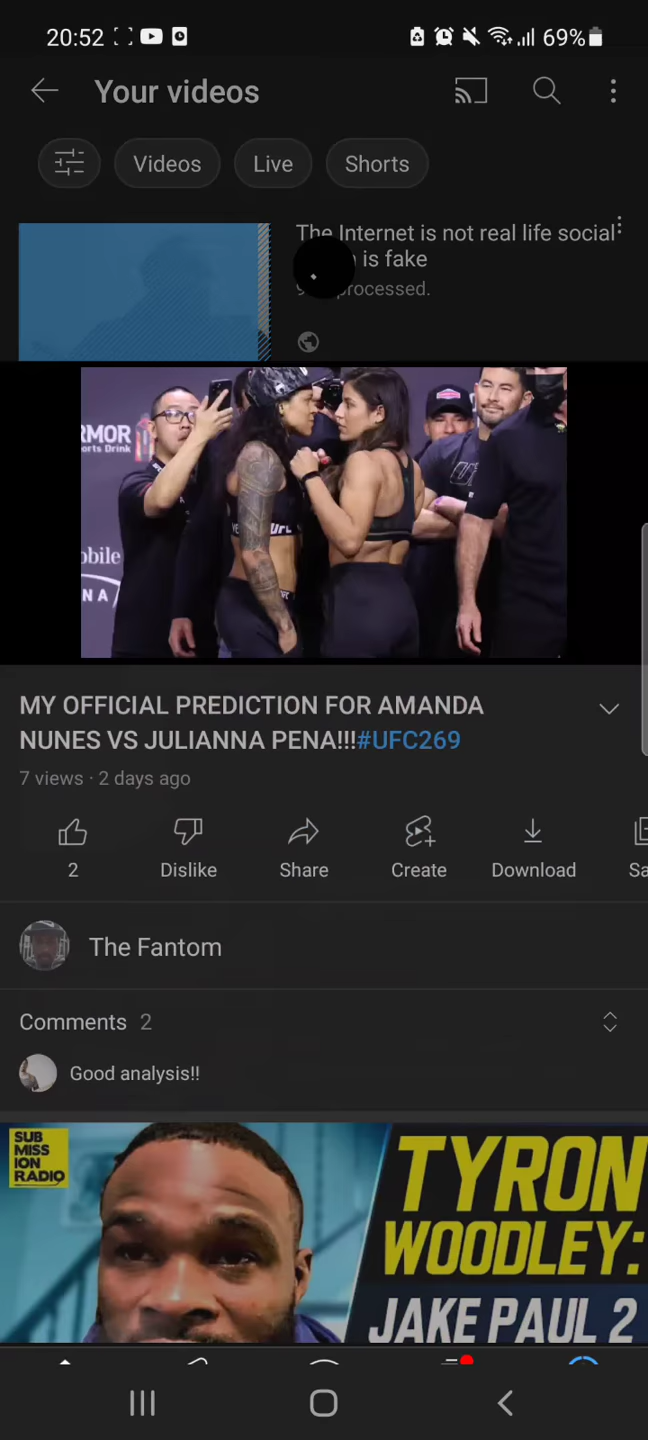 20:52
69%
Your videos
Videos
Live
Shorts
The Internet is not real life social
is fake
processed.
MORMOR
orts Drink
obile
NA
UFC
MY OFFICIAL PREDICTION FOR AMANDA
NUNES VS JULIANNA PENA!!!#UFC269
7 views · 2 days ago
2
Dislike
Share
Create
Download
Sa
The Fantom
Comments 2
Good analysis!!
SUB
MISS
ION
RADIO
TYRON
WOODLEY:
JAKE PAUL 2